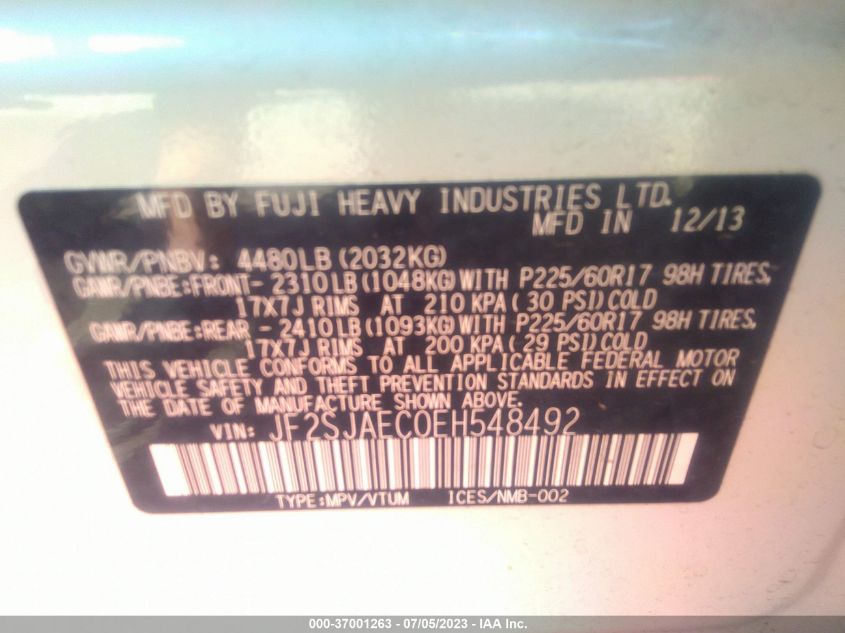 MFD BY FUJI HEAVY INDUSTRIES LTD.
MFD IN 12/13
GVWR/PNBV: 4480LB (2032KG)
GAWR/PNBE:FRONT- 2310LB (1048KG) WITH P225/60R17 98H TIRES,
17X7J RIMS AT 210 KPA ( 30 PSI) COLD
GAWR/PNBE:REAR - 2410LB (1093KG) WITH P225/60R17 98H TIRES,
17X7J RIMS AT 200 KPA ( 29 PSI) COLD
THIS VEHICLE CONFORMS TO ALL APPLICABLE FEDERAL MOTOR
VEHICLE SAFETY AND THEFT PREVENTION STANDARDS IN EFFECT ON
THE DATE OF MANUFACTURE SHOWN ABOVE.
VIN: JF2SJAEC0EH548492
TYPE:MPV/VTUM ICES/NMB-002
000-37001263 - 07/05/2023 - IAA Inc.